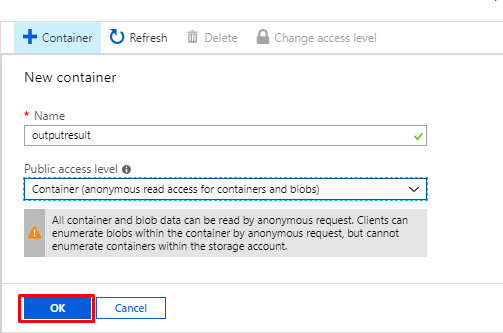 + Container Refresh Delete Change access level
New container
* Name
outputresult
Public access level
Container (anonymous read access for containers and blobs)
All container and blob data can be read by anonymous request. Clients can
enumerate blobs within the container by anonymous request, but cannot
enumerate containers within the storage account.
OK Cancel